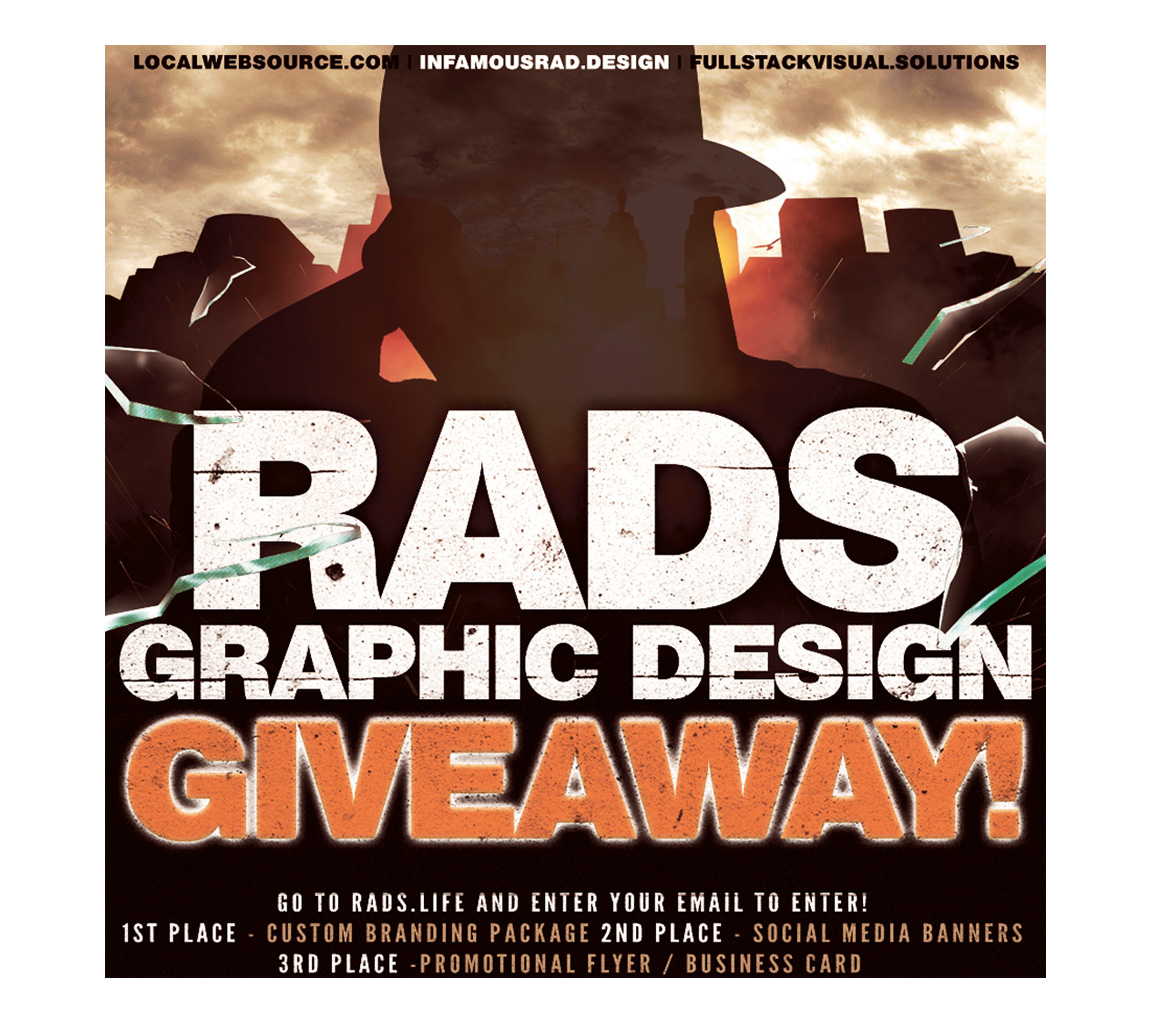 LOCALWEBSOURCE.COM | INFAMOUSRAD.DESIGN | FULLSTACKVISUAL.SOLUTIONS
RADS
GRAPHIC DESIGN
GIVEAWAY!
GO TO RADS.LIFE AND ENTER YOUR EMAIL TO ENTER!
1ST PLACE - CUSTOM BRANDING PACKAGE 2ND PLACE - SOCIAL MEDIA BANNERS
3RD PLACE -PROMOTIONAL FLYER / BUSINESS CARD